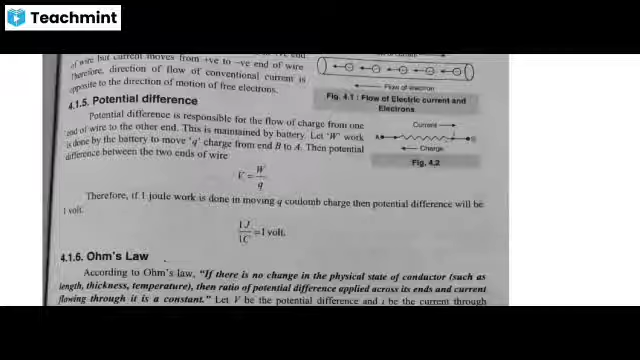 Teachmint
of wire but current moves from +ve to –ve end of wire
Therefore, direction of flow of conventional current is
opposite to the direction of motion of free electrons.
Flow of electron
Fig. 4.1 : Flow of Electric current and
Electrons
4.1.5. Potential difference
Potential difference is responsible for the flow of charge from one
end of wire to the other end. This is maintained by battery. Let 'W' work
is done by the battery to move 'q' charge from end B to A. Then potential
difference between the two ends of wire
Current
A
B
Charge
Fig. 4.2
V = W/q
Therefore, if 1 joule work is done in moving q coulomb charge then potential difference will be
1 volt.
1J/1C = 1 volt.
4.1.6. Ohm's Law
According to Ohm's law, "If there is no change in the physical state of conductor (such as
length, thickness, temperature), then ratio of potential difference applied across its ends and current
flowing through it is a constant." Let V be the potential difference and i be the current through